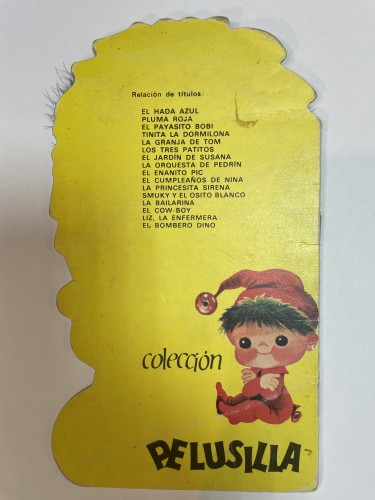 Relación de títulos:
EL HADA AZUL
PLUMA ROJA
EL PAYASITO BOBI
TINITA LA DORMILONA
LA GRANJA DE TOM
LOS TRES PATITOS
EL JARDÍN DE SUSANA
LA ORQUESTA DE PEDRÍN
EL ENANITO PIC
EL CUMPLEAÑOS DE NINA
LA PRINCESITA SIRENA
SMUKY Y EL OSITO BLANCO
LA BAILARINA
EL COW-BOY
LIZ, LA ENFERMERA
EL BOMBERO DINO
colección
PELUSILLA